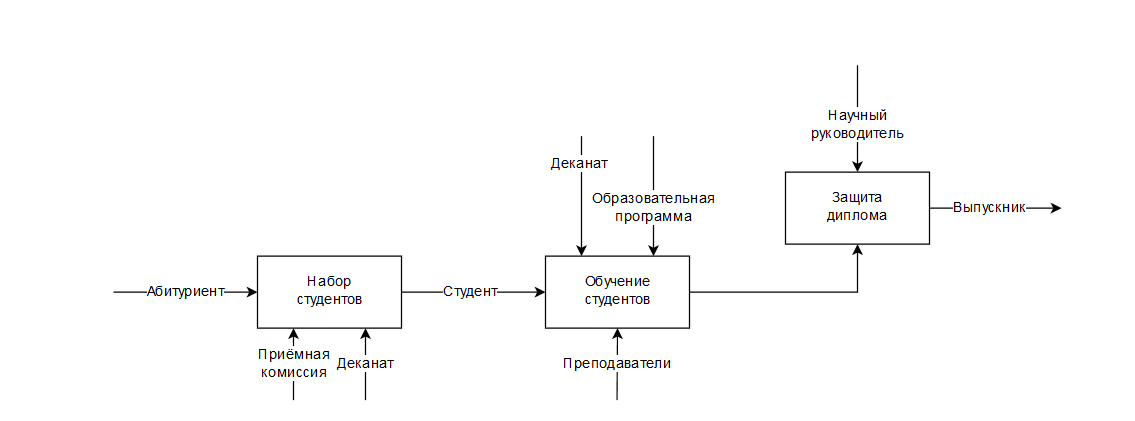 Научный
руководитель
Деканат
Образовательная
программа
Защита
диплома
Выпускник
Абитуриент
Набор
студентов
Студент
Обучение
студентов
Приёмная
комиссия
Деканат
Преподаватели